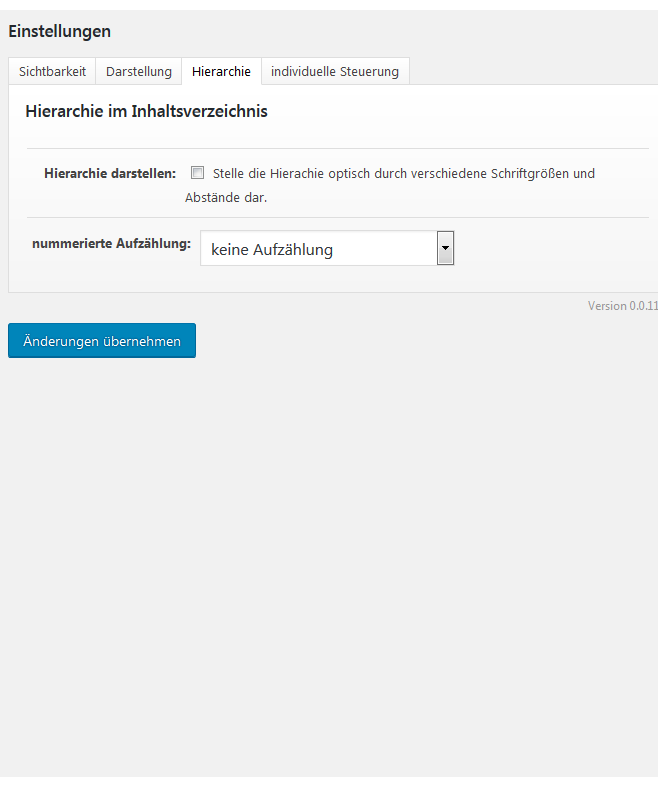 Einstellungen
Sichtbarkeit Darstellung Hierarchie individuelle Steuerung
Hierarchie im Inhaltsverzeichnis
Hierarchie darstellen: Stelle die Hierachie optisch durch verschiedene Schriftgrößen und
Abstände dar.
nummerierte Aufzählung: keine Aufzählung
Version 0.0.11
Änderungen übernehmen